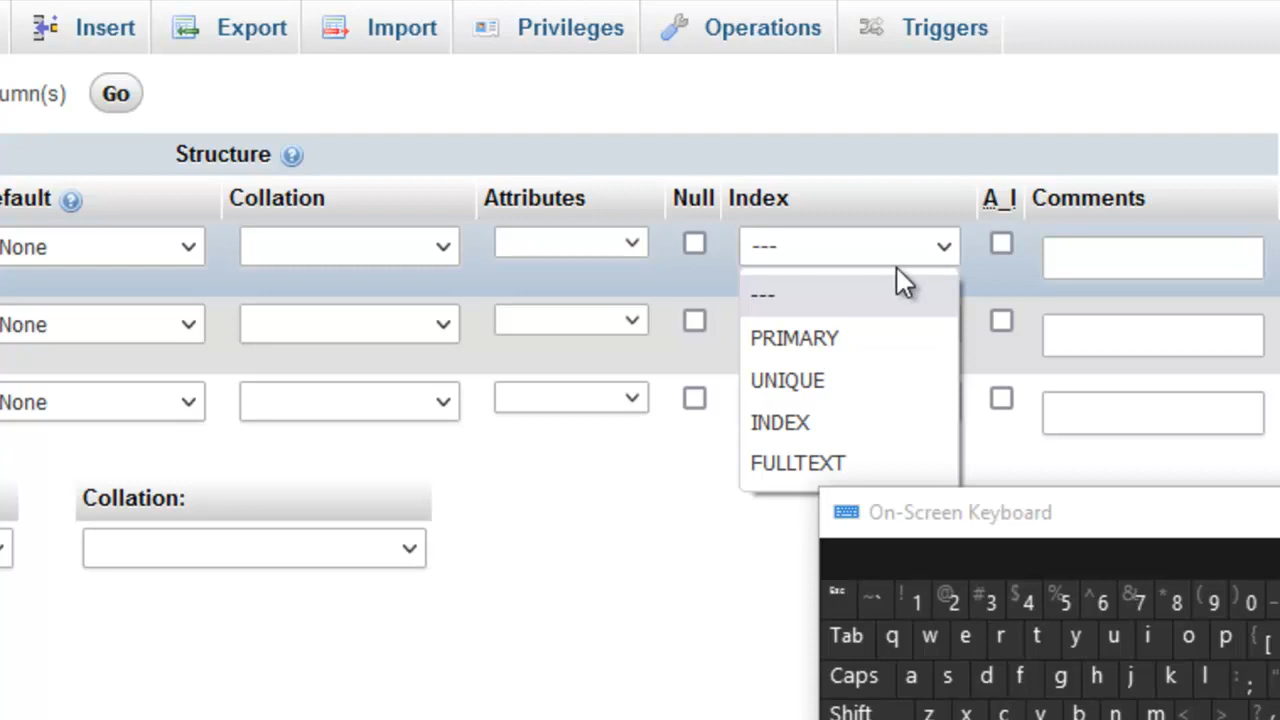 Insert Export Import Privileges Operations Triggers
umn(s) Go
Structure
efault Collation Attributes Null Index A_I Comments
None ---
---
None
PRIMARY
UNIQUE
None
INDEX
FULLTEXT
Collation:
On-Screen Keyboard
Esc ~ ` ! 1 @ 2 # 3 $ 4 % 5 ^ 6 & 7 * 8 ( 9 ) 0
Tab q w e r t y u i o p { [
Caps a s d f g h j k l : ; "
Shift z x c v b n m < > ?